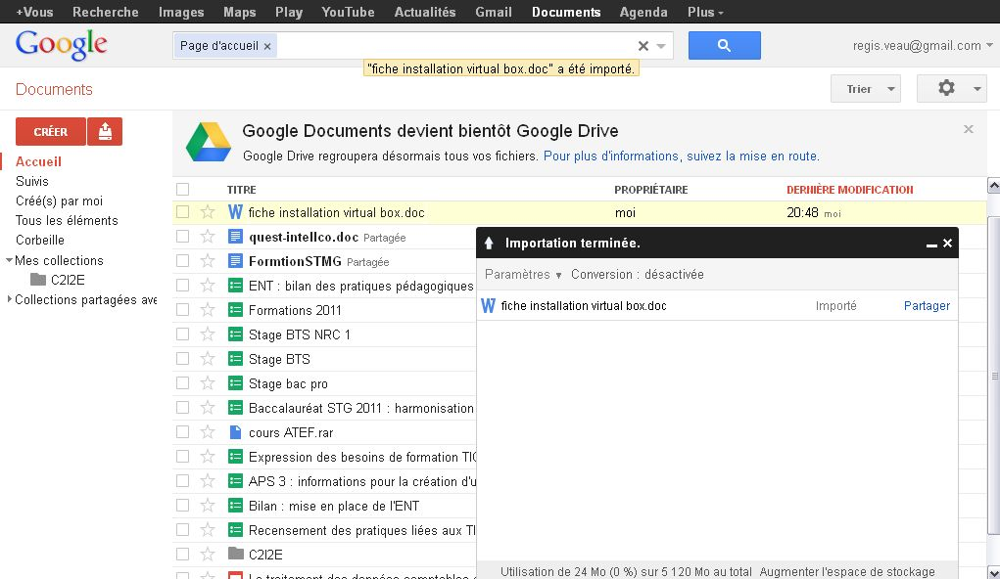 +Vous Recherche Images Maps Play YouTube Actualités Gmail Documents Agenda Plus
Google
Page d'accueil ×
regis.veau@gmail.com
"fiche installation virtual box.doc" a été importé.
Documents
Trier
CRÉER
Accueil
Suivis
Créé(s) par moi
Tous les éléments
Corbeille
Mes collections
C2I2E
Collections partagées ave
Google Documents devient bientôt Google Drive
Google Drive regroupera désormais tous vos fichiers. Pour plus d'informations, suivez la mise en route.
TITRE PROPRIÉTAIRE DERNIÈRE MODIFICATION
W fiche installation virtual box.doc moi 20:48 moi
quest-intellco.doc Partagée
FormtionSTMG Partagée
ENT : bilan des pratiques pédagogiques
Formations 2011
Stage BTS NRC 1
Stage BTS
Stage bac pro
Baccalauréat STG 2011 : harmonisation
cours ATEF.rar
Expression des besoins de formation TIC
APS 3 : informations pour la création d'u
Bilan : mise en place de l'ENT
Recensement des pratiques liées aux TI
C2I2E
Le traitement des données comptables
Importation terminée.
Paramètres Conversion : désactivée
W fiche installation virtual box.doc Importé Partager
Utilisation de 24 Mo (0 %) sur 5 120 Mo au total Augmenter l'espace de stockage